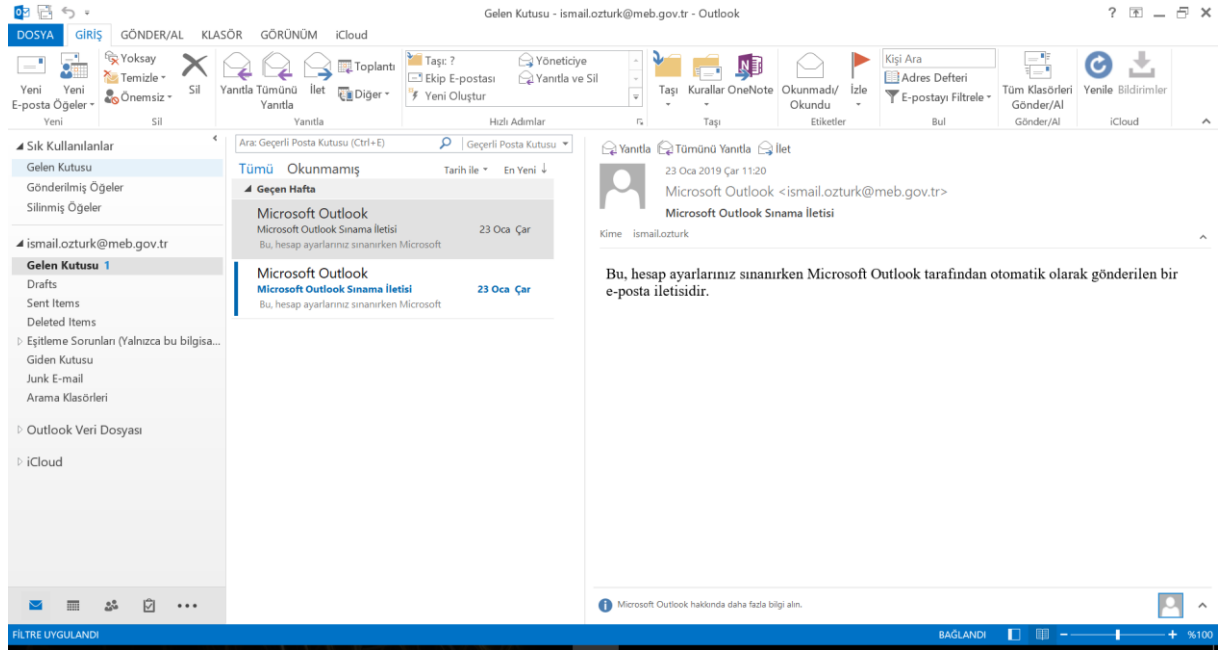 Gelen Kutusu - ismail.ozturk@meb.gov.tr - Outlook
DOSYA GİRİŞ GÖNDER/AL KLASÖR GÖRÜNÜM iCloud
Yeni E-posta
Yeni Öğeler
Yeni
Yoksay
Temizle
Önemsiz
Sil
Sil
Yanıtla
Tümünü Yanıtla
İlet
Toplantı
Diğer
Yanıtla
Taşı: ?
Ekip E-postası
Yeni Oluştur
Yöneticiye
Yanıtla ve Sil
Hızlı Adımlar
Taşı
Kurallar
OneNote
Taşı
Okunmadı/
Okundu
İzle
Etiketler
Kişi Ara
Adres Defteri
E-postayı Filtrele
Bul
Tüm Klasörleri
Gönder/Al
Gönder/Al
Yenile
Bildirimler
iCloud
Sık Kullanılanlar
Gelen Kutusu
Gönderilmiş Öğeler
Silinmiş Öğeler
ismail.ozturk@meb.gov.tr
Gelen Kutusu 1
Drafts
Sent Items
Deleted Items
Eşitleme Sorunları (Yalnızca bu bilgisa...
Giden Kutusu
Junk E-mail
Arama Klasörleri
Outlook Veri Dosyası
iCloud
Ara: Geçerli Posta Kutusu (Ctrl+E)
Geçerli Posta Kutusu
Tümü Okunmamış
Tarih ile En Yeni ↓
Geçen Hafta
Microsoft Outlook
Microsoft Outlook Sınama İletisi 23 Oca Çar
Bu, hesap ayarlarınız sınanırken Microsoft
Microsoft Outlook
Microsoft Outlook Sınama İletisi 23 Oca Çar
Bu, hesap ayarlarınız sınanırken Microsoft
Yanıtla Tümünü Yanıtla İlet
23 Oca 2019 Çar 11:20
Microsoft Outlook <ismail.ozturk@meb.gov.tr>
Microsoft Outlook Sınama İletisi
Kime ismail.ozturk
Bu, hesap ayarlarınız sınanırken Microsoft Outlook tarafından otomatik olarak gönderilen bir
e-posta iletisidir.
Microsoft Outlook hakkında daha fazla bilgi alın.
FİLTRE UYGULANDI
BAĞLANDI
%100